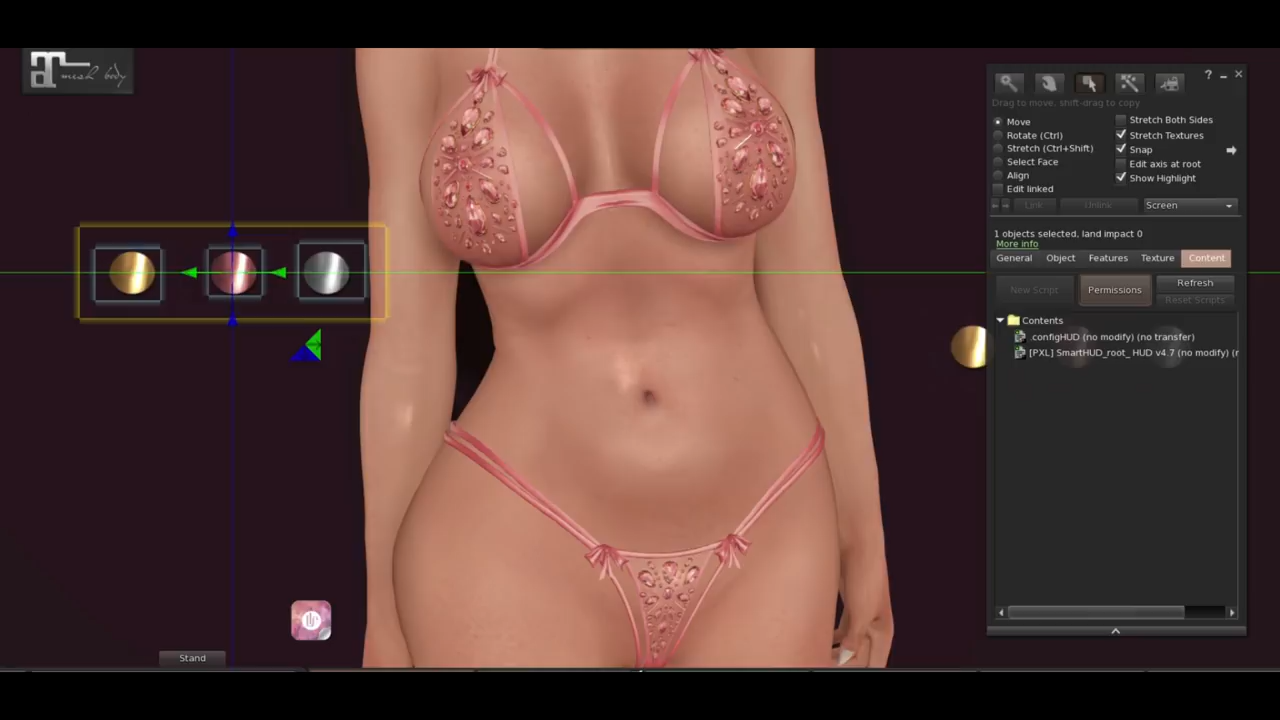 mesh body
Drag to move, shift-drag to copy
Move
Rotate (Ctrl)
Stretch (Ctrl+Shift)
Select Face
Align
Edit linked
Stretch Both Sides
Stretch Textures
Snap
Edit axis at root
Show Highlight
Link
Unlink
Screen
1 objects selected, land impact 0
More info
General
Object
Features
Texture
Content
New Script
Permissions
Refresh
Reset Scripts
Contents
.configHUD (no modify) (no transfer)
[PXL] SmartHUD_root_ HUD v4.7 (no modify) (
Stand